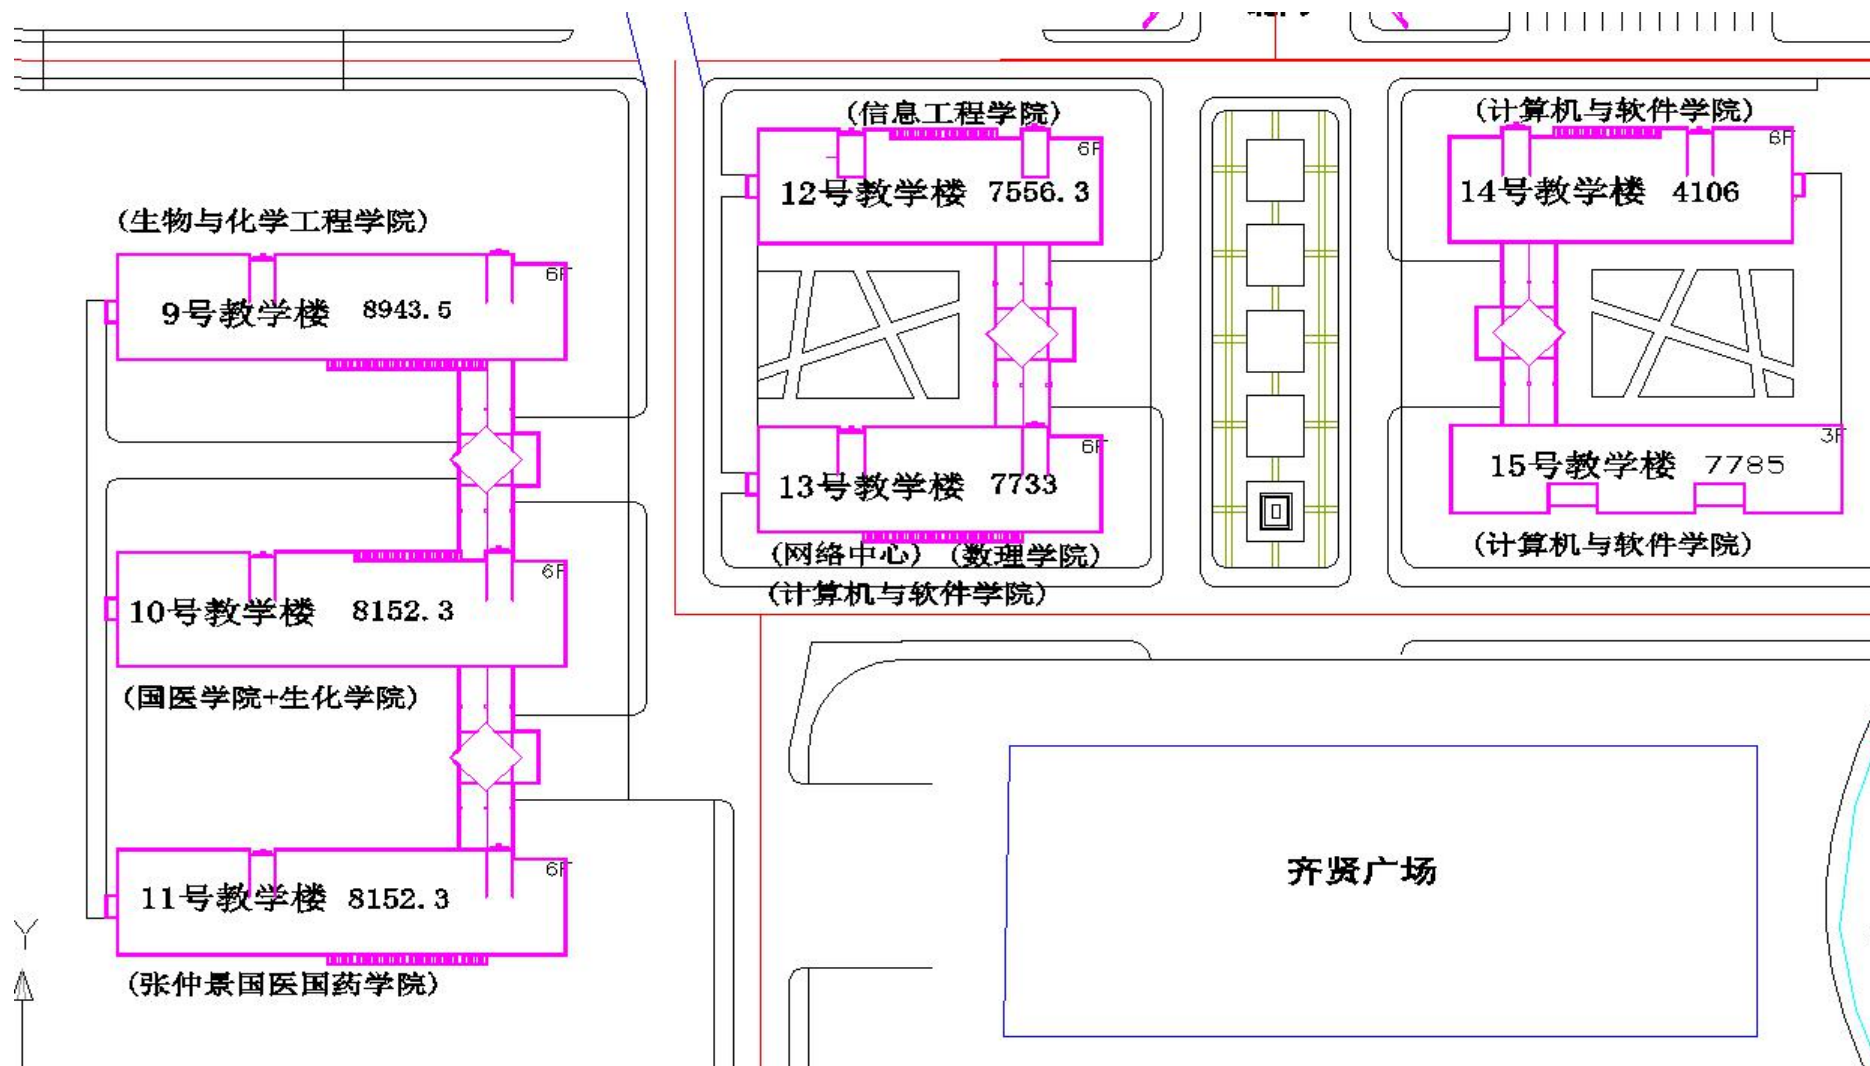 (信息工程学院)
(计算机与软件学院)
6F
6F
12号教学楼 7556.3
14号教学楼 4106
(生物与化学工程学院)
6F
9号教学楼 8943.5
6F
3F
13号教学楼 7733
15号教学楼 7785
(网络中心) (数理学院)
(计算机与软件学院)
(计算机与软件学院)
6F
10号教学楼 8152.3
(国医学院+生化学院)
齐贤广场
6F
11号教学楼 8152.3
Y
(张仲景国医国药学院)